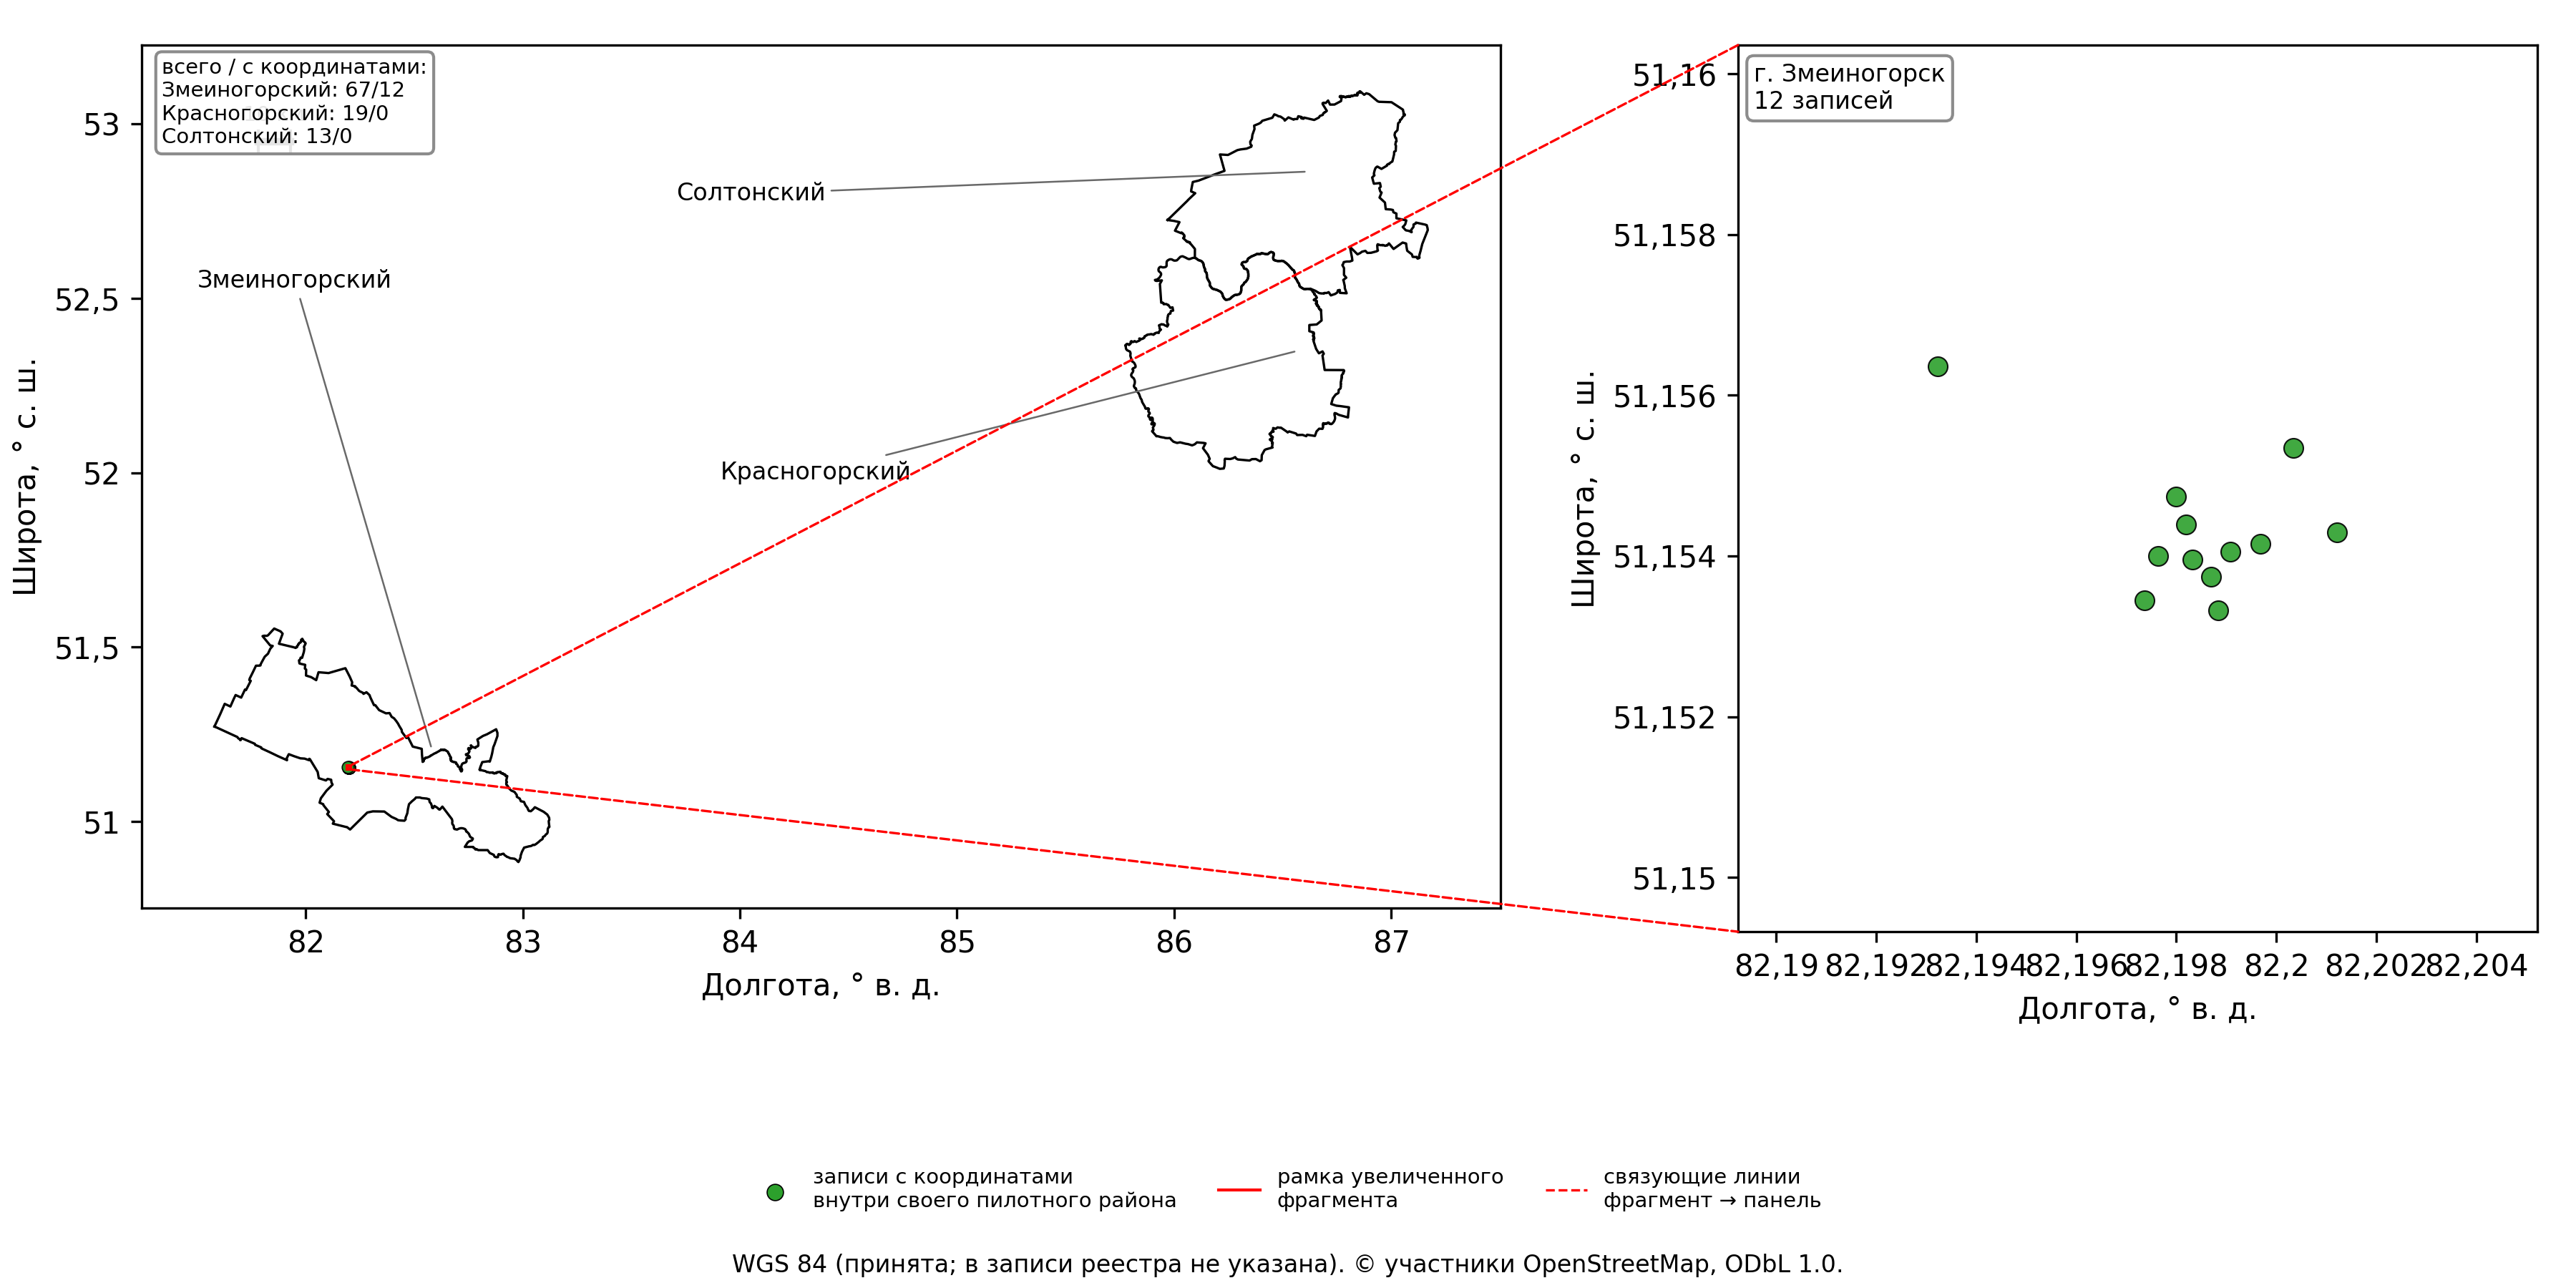 всего / с координатами:
Змеиногорский: 67/12
Красногорский: 19/0
Солтонский: 13/0
Солтонский
Змеиногорский
Красногорский
53
52,5
52
51,5
51
Широта, ° с. ш.
82
83
84
85
86
87
Долгота, ° в. д.
г. Змеиногорск
12 записей
51,16
51,158
51,156
51,154
51,152
51,15
Широта, ° с. ш.
82,19
82,192
82,194
82,196
82,198
82,2
82,202
82,204
Долгота, ° в. д.
записи с координатами
внутри своего пилотного района
рамка увеличенного
фрагмента
связующие линии
фрагмент → панель
WGS 84 (принята; в записи реестра не указана). © участники OpenStreetMap, ODbL 1.0.